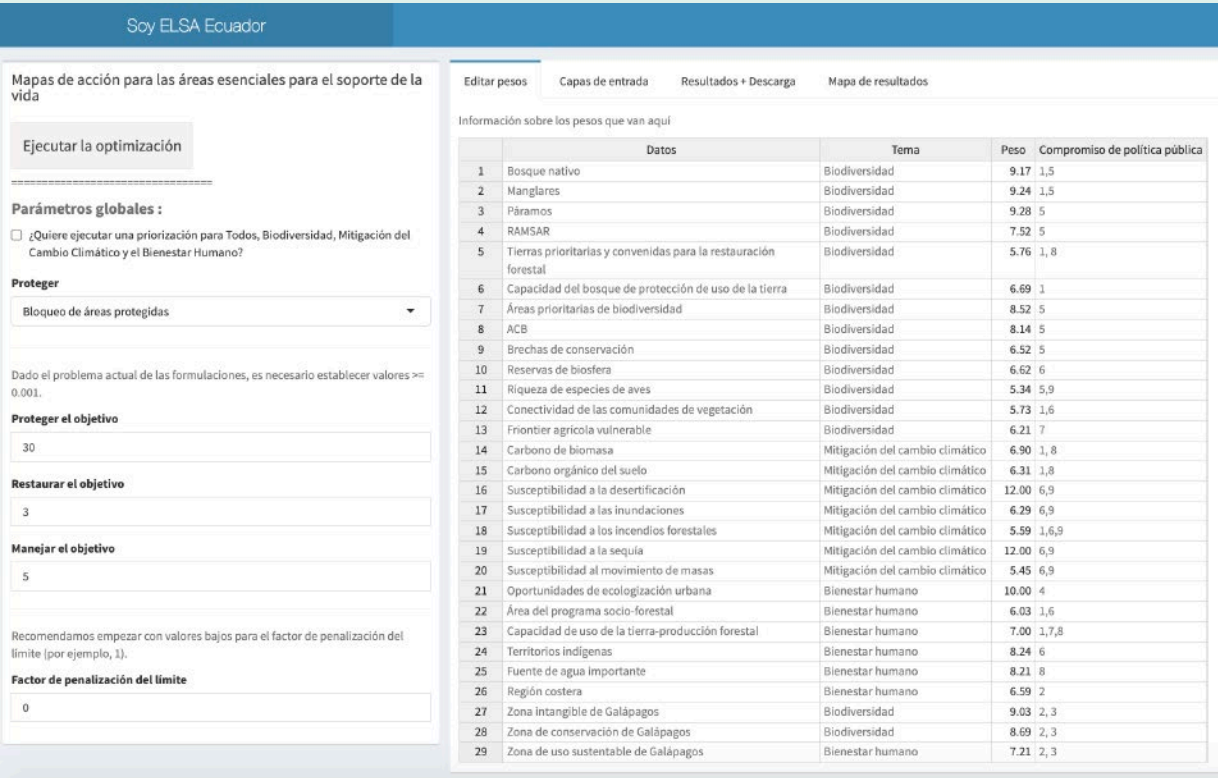 Soy ELSA Ecuador
Mapas de acción para las áreas esenciales para el soporte de la
vida
Ejecutar la optimización
=================================
Parámetros globales :
¿Quiere ejecutar una priorización para Todos, Biodiversidad, Mitigación del
Cambio Climático y el Bienestar Humano?
Proteger
Bloqueo de áreas protegidas
Dado el problema actual de las formulaciones, es necesario establecer valores >=
0.001.
Proteger el objetivo
30
Restaurar el objetivo
3
Manejar el objetivo
5
Recomendamos empezar con valores bajos para el factor de penalización del
límite (por ejemplo, 1).
Factor de penalización del límite
0
Editar pesos Capas de entrada Resultados + Descarga Mapa de resultados
Información sobre los pesos que van aquí
Datos Tema Peso Compromiso de política pública
1 Bosque nativo Biodiversidad 9.17 1,5
2 Manglares Biodiversidad 9.24 1,5
3 Páramos Biodiversidad 9.28 5
4 RAMSAR Biodiversidad 7.52 5
5 Tierras prioritarias y convenidas para la restauración Biodiversidad 5.76 1, 8
forestal
6 Capacidad del bosque de protección de uso de la tierra Biodiversidad 6.69 1
7 Áreas prioritarias de biodiversidad Biodiversidad 8.52 5
8 ACB Biodiversidad 8.14 5
9 Brechas de conservación Biodiversidad 6.52 5
10 Reservas de biosfera Biodiversidad 6.62 6
11 Riqueza de especies de aves Biodiversidad 5.34 5,9
12 Conectividad de las comunidades de vegetación Biodiversidad 5.73 1,6
13 Friontier agrícola vulnerable Biodiversidad 6.21 7
14 Carbono de biomasa Mitigación del cambio climático 6.90 1, 8
15 Carbono orgánico del suelo Mitigación del cambio climático 6.31 1,8
16 Susceptibilidad a la desertificación Mitigación del cambio climático 12.00 6,9
17 Susceptibilidad a las inundaciones Mitigación del cambio climático 6.29 6,9
18 Susceptibilidad a los incendios forestales Mitigación del cambio climático 5.59 1,6,9
19 Susceptibilidad a la sequía Mitigación del cambio climático 12.00 6,9
20 Susceptibilidad al movimiento de masas Mitigación del cambio climático 5.45 6,9
21 Oportunidades de ecologización urbana Bienestar humano 10.00 4
22 Área del programa socio-forestal Bienestar humano 6.03 1,6
23 Capacidad de uso de la tierra-producción forestal Bienestar humano 7.00 1,7,8
24 Territorios indígenas Bienestar humano 8.24 6
25 Fuente de agua importante Bienestar humano 8.21 8
26 Región costera Bienestar humano 6.59 2
27 Zona intangible de Galápagos Biodiversidad 9.03 2, 3
28 Zona de conservación de Galápagos Biodiversidad 8.69 2, 3
29 Zona de uso sustentable de Galápagos Bienestar humano 7.21 2, 3